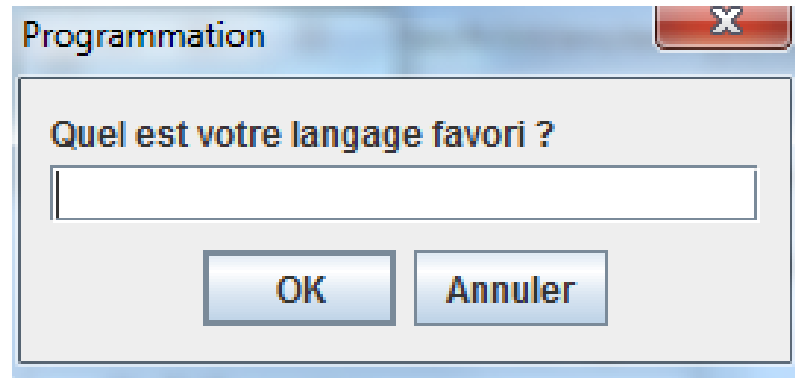 Programmation
Quel est votre langage favori ?
OK
Annuler